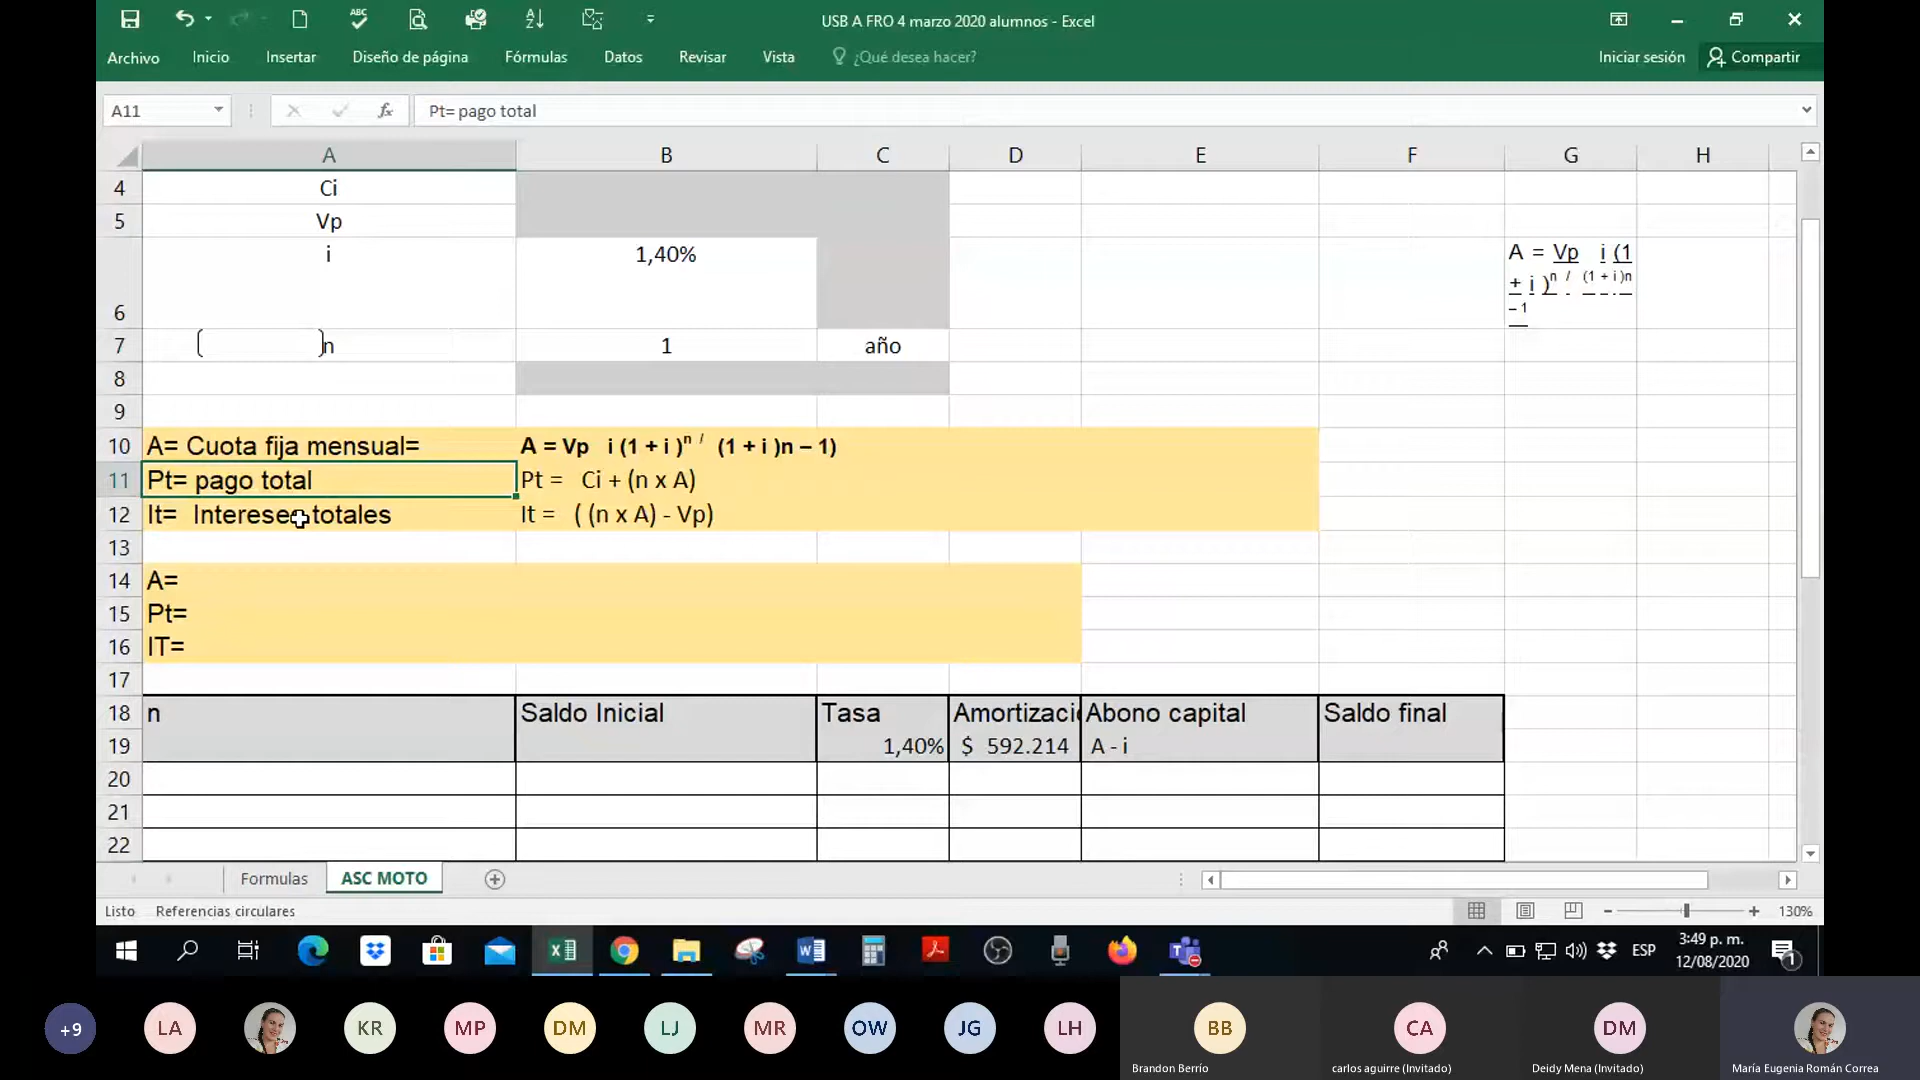 USB A FRO 4 marzo 2020 alumnos - Excel
Archivo Inicio Insertar Diseño de página Fórmulas Datos Revisar Vista ¿Qué desea hacer? Iniciar sesión Compartir
A11 fx Pt= pago total
A B C D E F G H
4 Ci
5 Vp
6 i 1,40% A = Vp i (1
+ i )n / (1 + i )n
– 1
7 ( )n 1 año
8
9
10 A= Cuota fija mensual= A = Vp i (1 + i )n / (1 + i )n – 1)
11 Pt= pago total Pt = Ci + (n x A)
12 It= Intereses totales It = ( (n x A) - Vp)
13
14 A=
15 Pt=
16 IT=
17
18 n Saldo Inicial Tasa Amortizaci Abono capital Saldo final
19 1,40% $ 592.214 A - i
20
21
22
Formulas ASC MOTO
Listo Referencias circulares 130%
ESP 3:49 p. m.
12/08/2020
1
+9 LA KR MP DM LJ MR OW JG LH BB CA DM
Brandon Berrío carlos aguirre (Invitado) Deidy Mena (Invitado) María Eugenia Román Correa